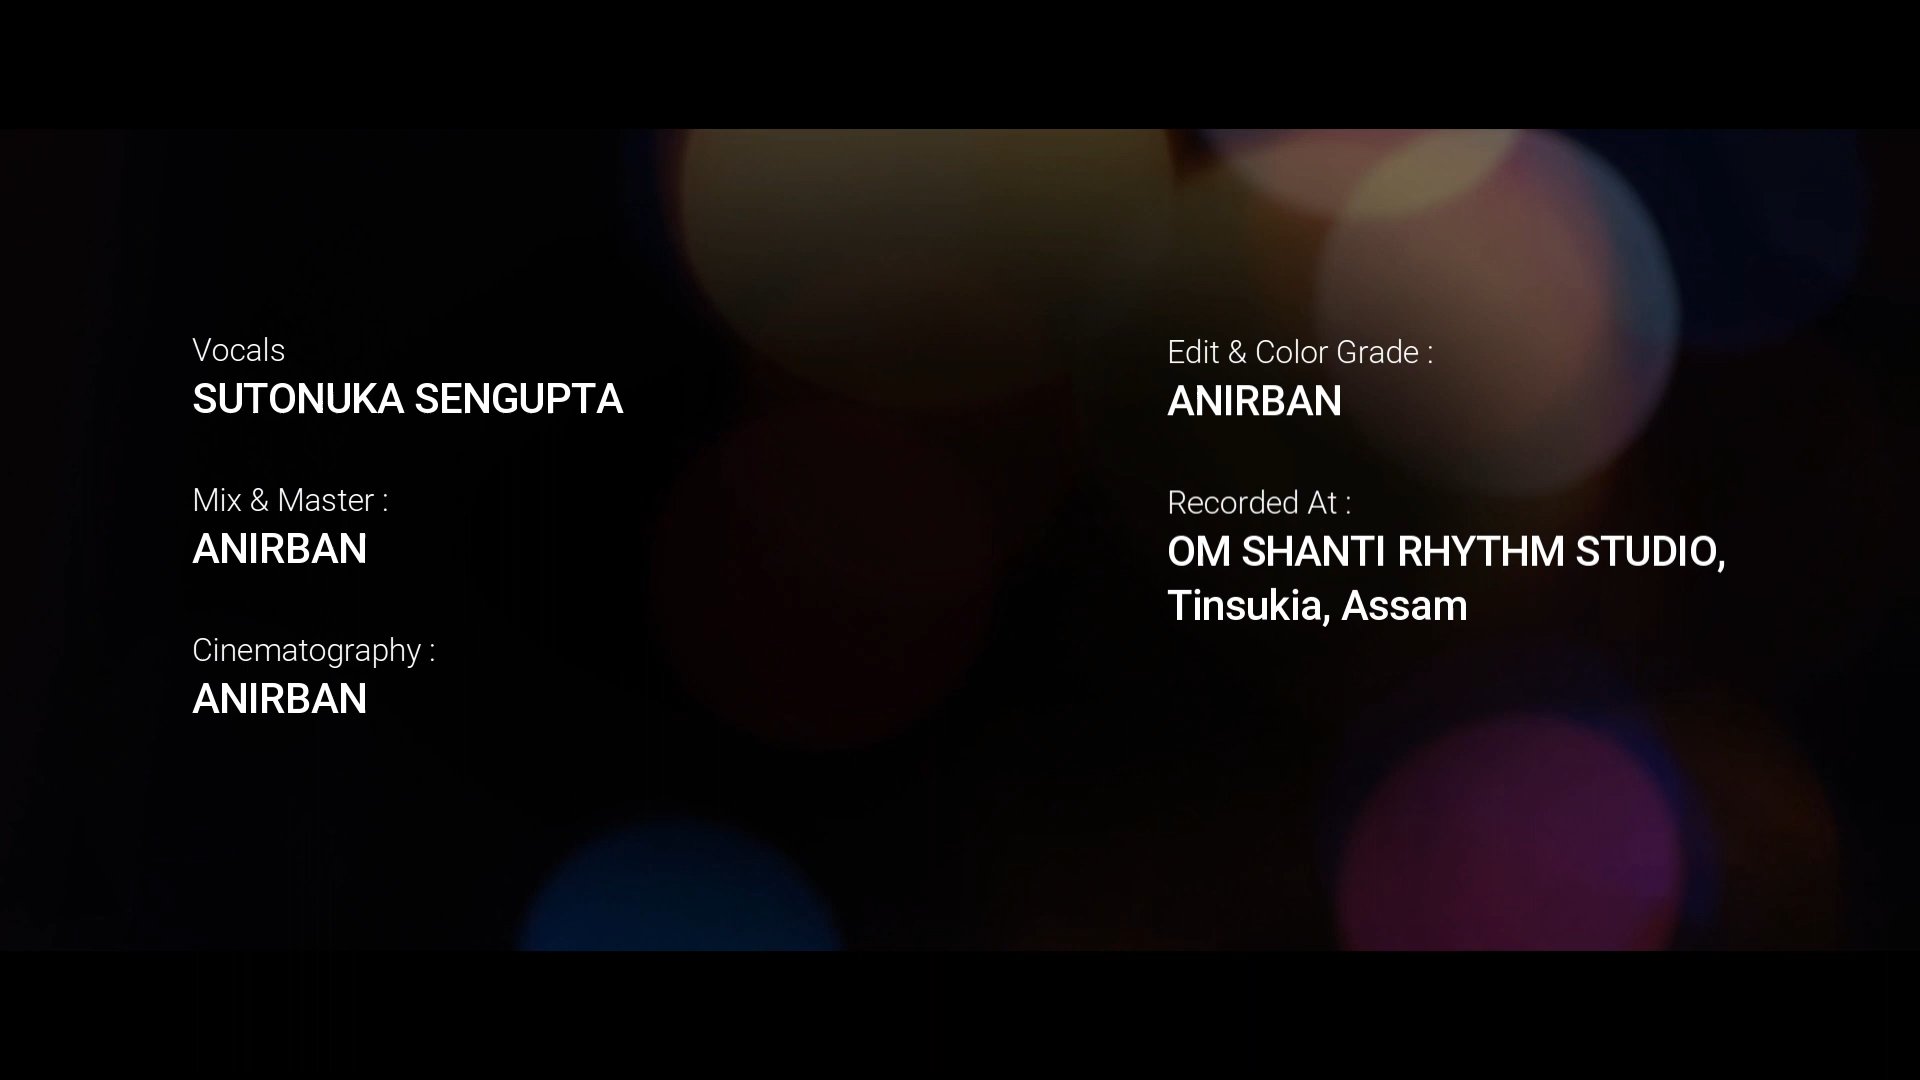 Vocals
SUTONUKA SENGUPTA
Mix & Master :
ANIRBAN
Cinematography :
ANIRBAN
Edit & Color Grade :
ANIRBAN
Recorded At :
OM SHANTI RHYTHM STUDIO,
Tinsukia, Assam